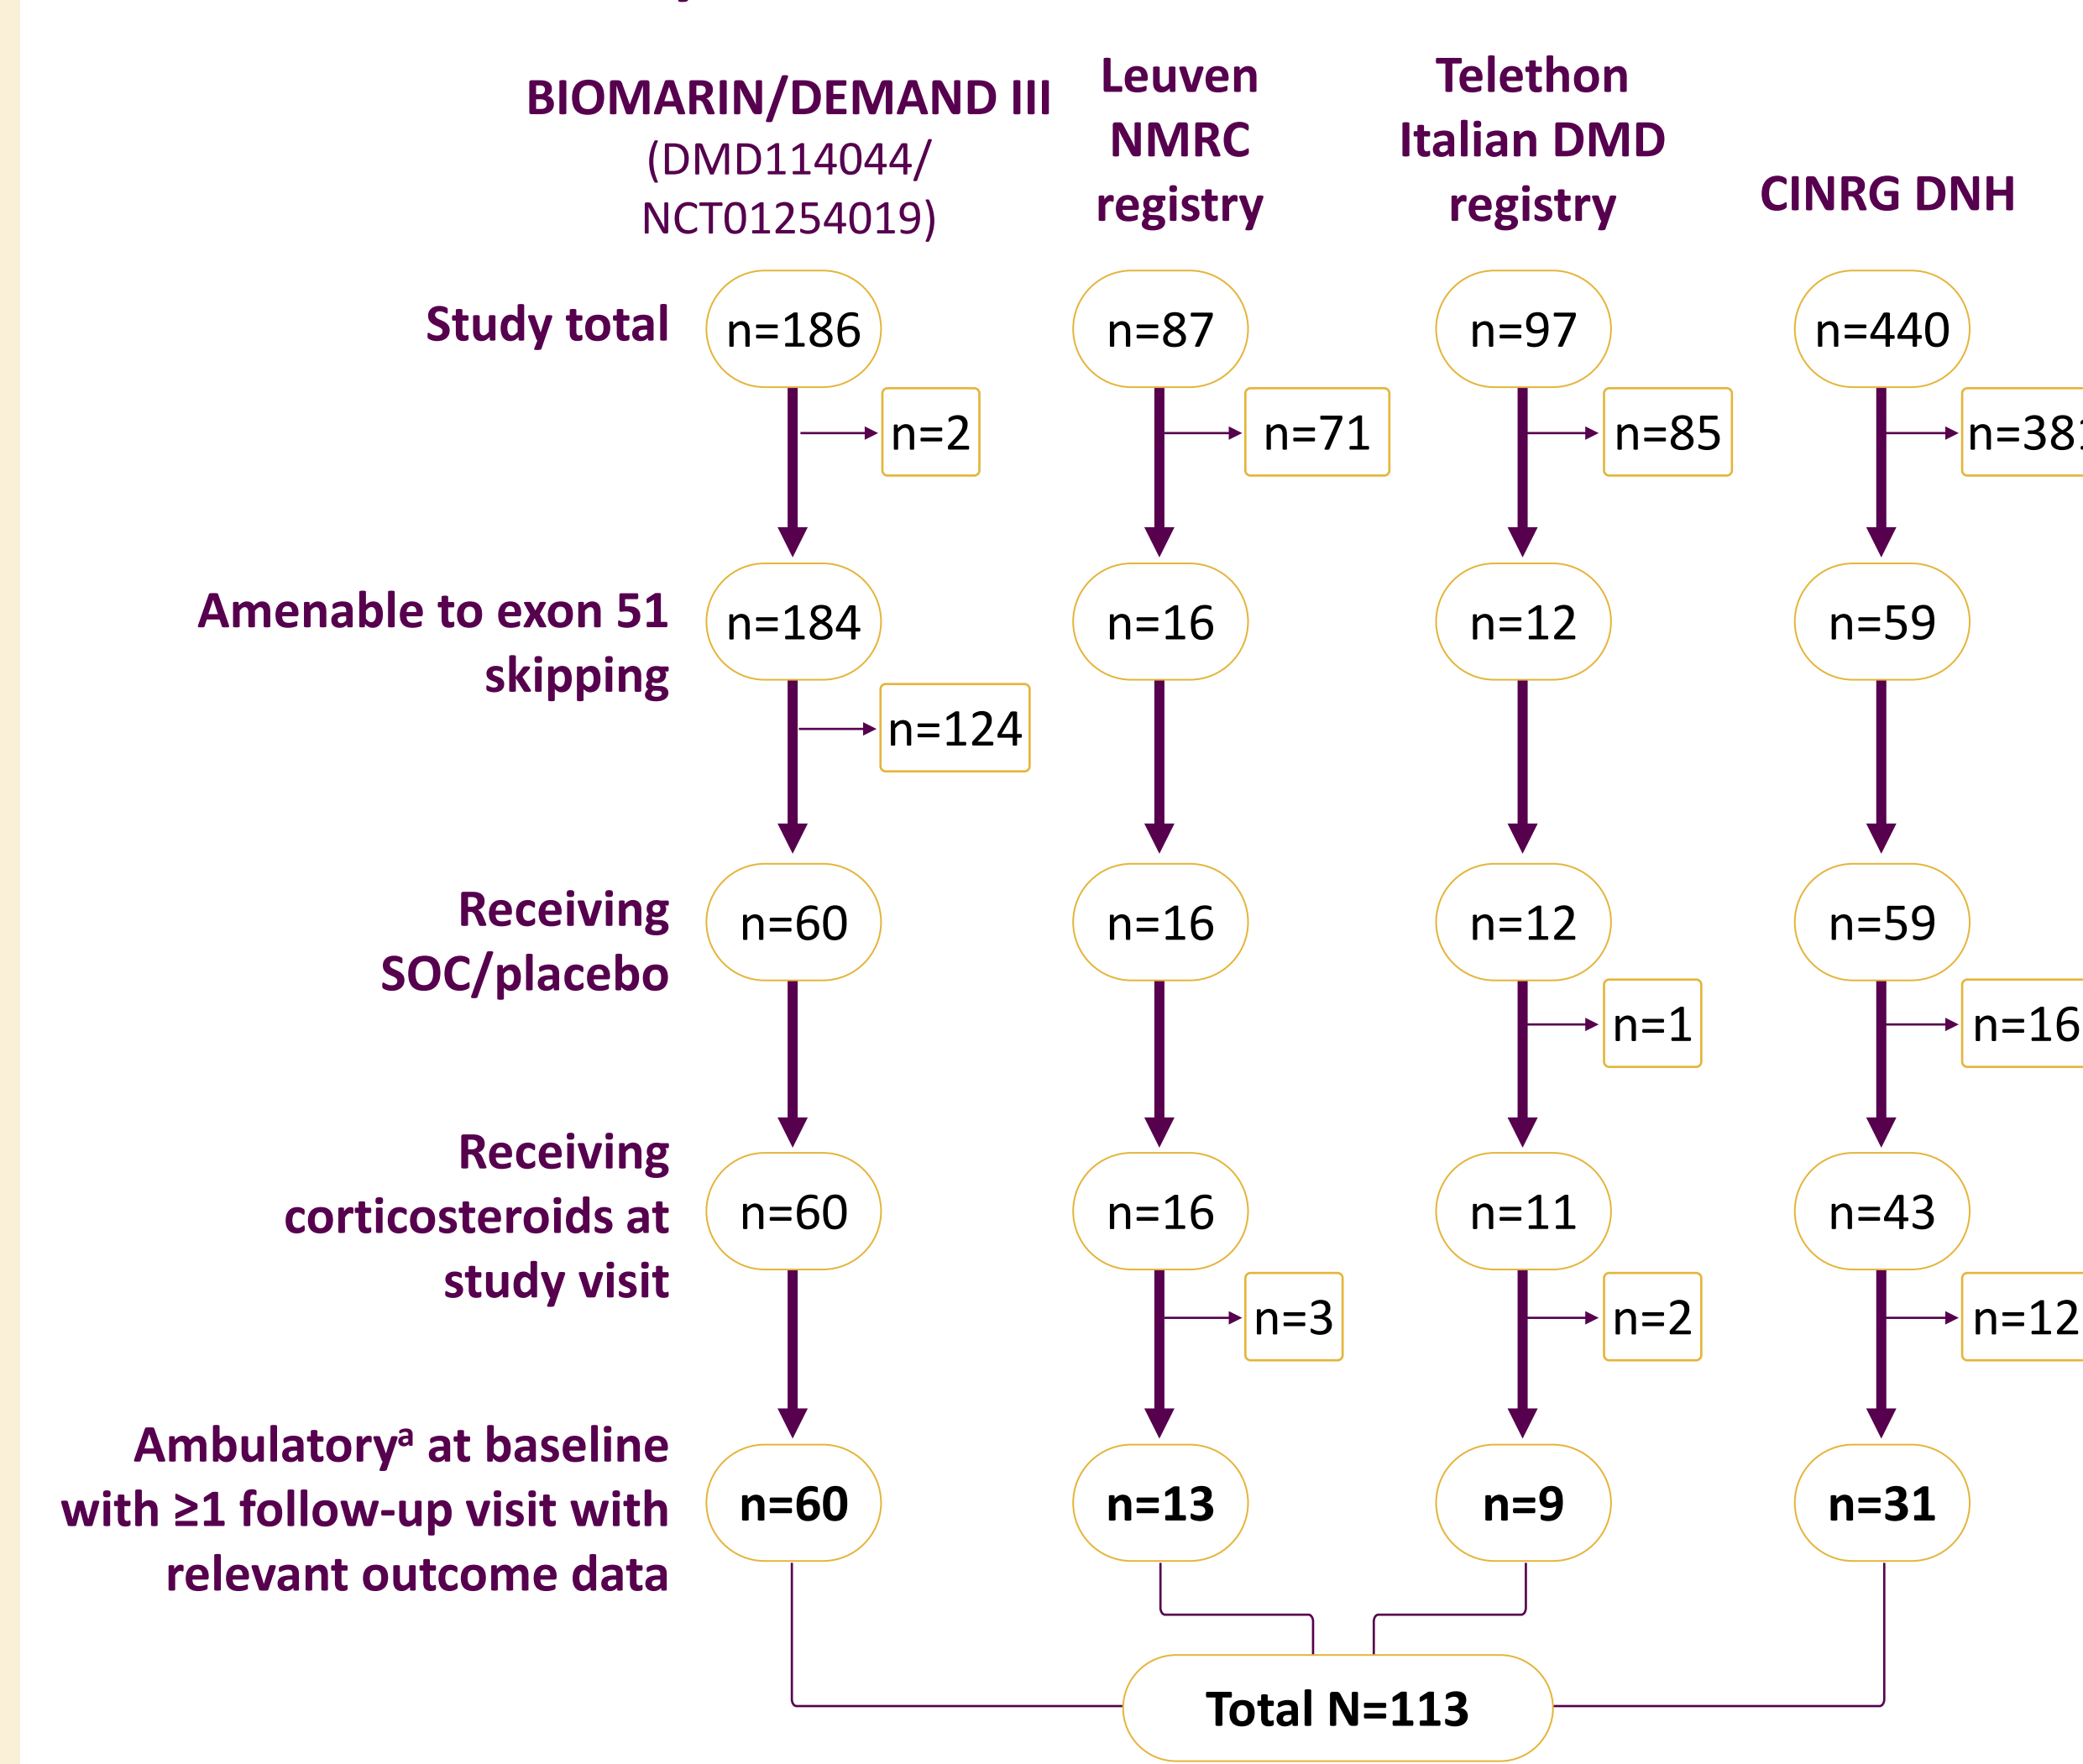 BIOMARIN/DEMAND III
(DMD114044/
NCT01254019)
Leuven
NMRC
registry
Telethon
Italian DMD
registry
CINRG DNH
Study total
n=186
n=87
n=97
n=440
n=2
n=71
n=85
n=381
Amenable to exon 51
skipping
n=184
n=16
n=12
n=59
n=124
Receiving
SOC/placebo
n=60
n=16
n=12
n=59
n=1
n=16
Receiving
corticosteroids at
study visit
n=60
n=16
n=11
n=43
n=3
n=2
n=12
Ambulatoryᵃ at baseline
with ≥1 follow-up visit with
relevant outcome data
n=60
n=13
n=9
n=31
Total N=113